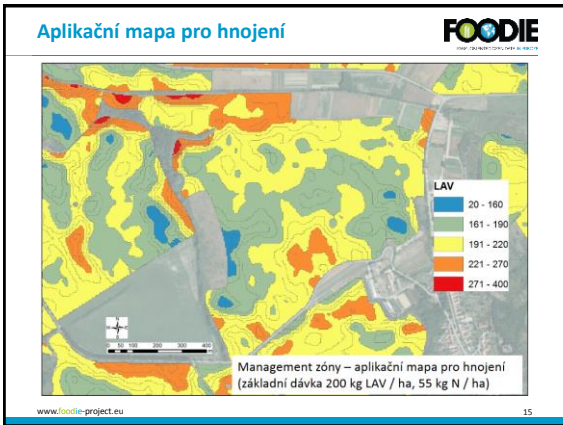 Aplikační mapa pro hnojení
FOODIE
LAV
20 - 160
161 - 190
191 - 220
221 - 270
271 - 400
0 50 100 200 300 400
Management zóny – aplikační mapa pro hnojení
(základní dávka 200 kg LAV / ha, 55 kg N / ha)
www.foodie-project.eu
15